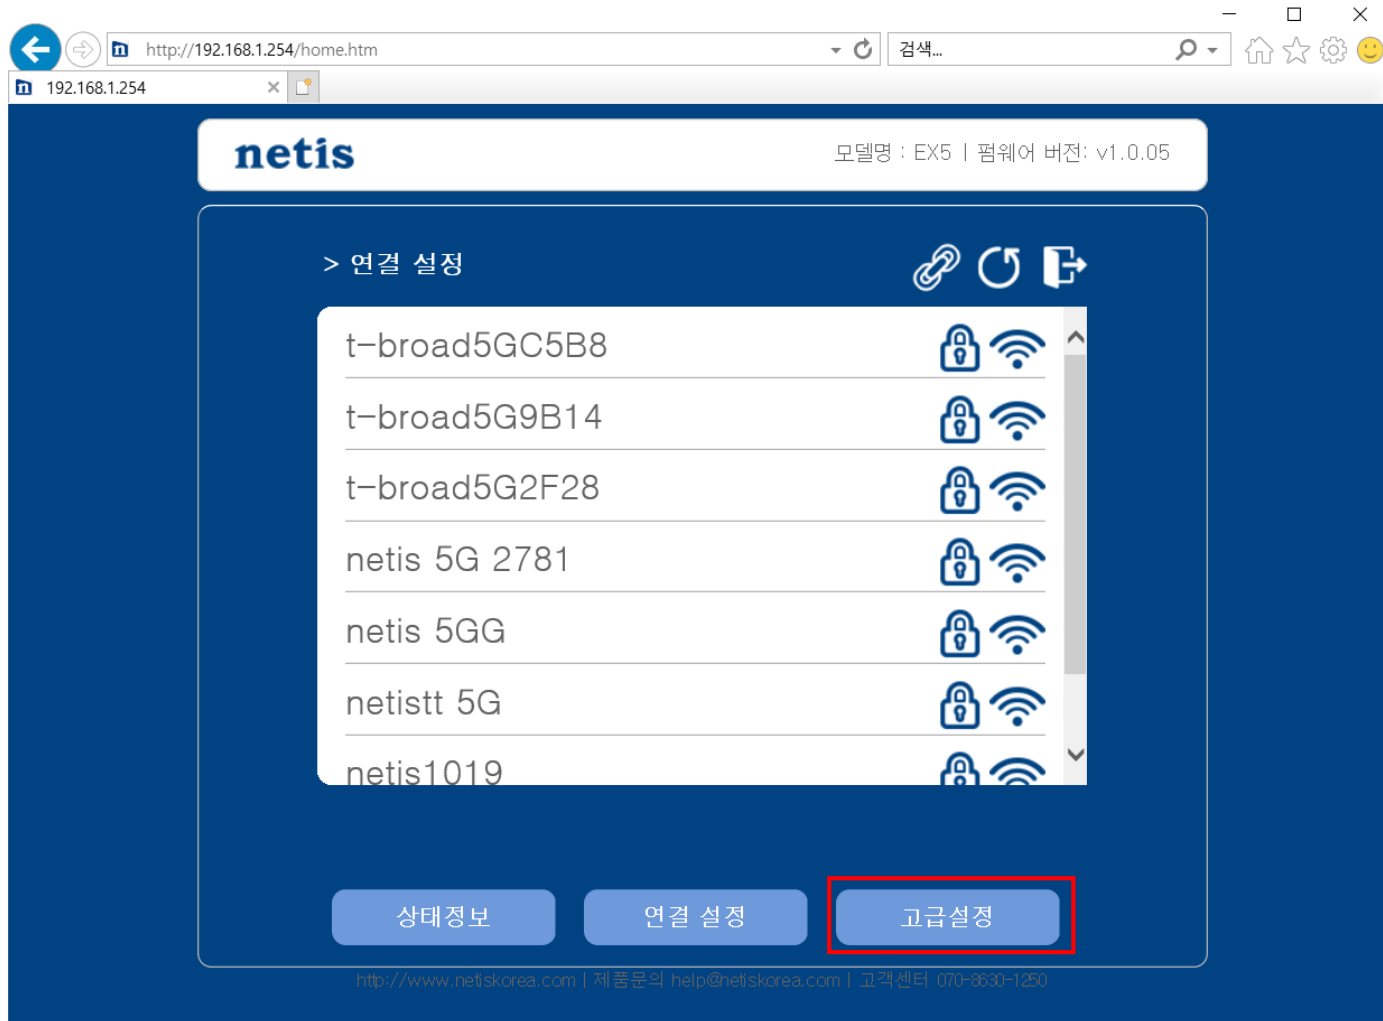 http://192.168.1.254/home.htm
검색...
192.168.1.254
netis
모델명 : EX5 | 펌웨어 버전: v1.0.05
> 연결 설정
t-broad5GC5B8
t-broad5G9B14
t-broad5G2F28
netis 5G 2781
netis 5GG
netistt 5G
netis1019
상태정보
연결 설정
고급설정
http://www.netiskorea.com | 제품문의 help@netiskorea.com | 고객센터 070-8630-1250